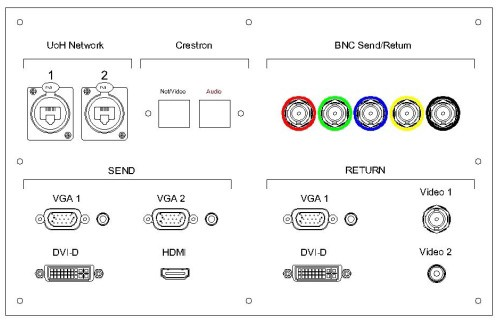 UoH Network
Crestron
BNC Send/Return
1
2
Net/Video
Audio
SEND
RETURN
VGA 1
VGA 2
VGA 1
Video 1
DVI-D
HDMI
DVI-D
Video 2